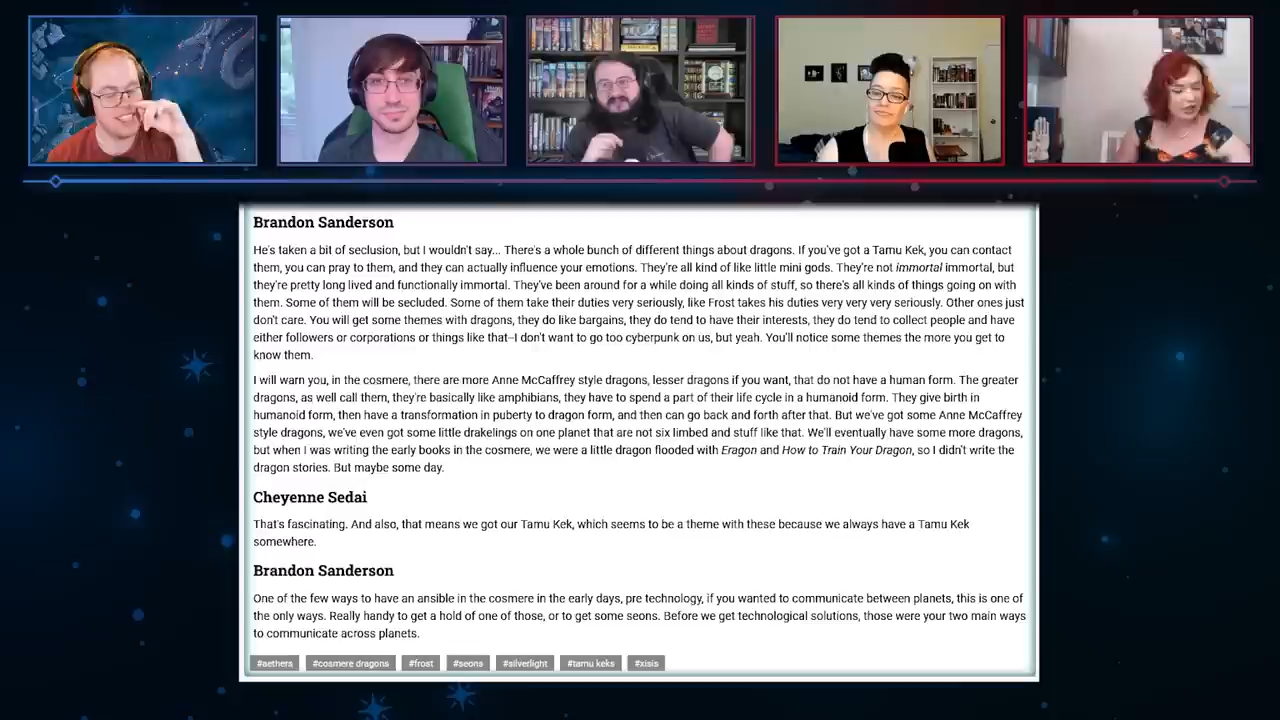 Brandon Sanderson
He's taken a bit of seclusion, but I wouldn't say... There's a whole bunch of different things about dragons. If you've got a Tamu Kek, you can contact
them, you can pray to them, and they can actually influence your emotions. They're all kind of like little mini gods. They're not immortal immortal, but
they're pretty long lived and functionally immortal. They've been around for a while doing all kinds of stuff, so there's all kinds of things going on with
them. Some of them will be secluded. Some of them take their duties very seriously, like Frost takes his duties very very very seriously. Other ones just
don't care. You will get some themes with dragons, they do like bargains, they do tend to have their interests, they do tend to collect people and have
either followers or corporations or things like that–I don't want to go too cyberpunk on us, but yeah. You'll notice some themes the more you get to
know them.
I will warn you, in the cosmere, there are more Anne McCaffrey style dragons, lesser dragons if you want, that do not have a human form. The greater
dragons, as well call them, they're basically like amphibians, they have to spend a part of their life cycle in a humanoid form. They give birth in
humanoid form, then have a transformation in puberty to dragon form, and then can go back and forth after that. But we've got some Anne McCaffrey
style dragons, we've even got some little drakelings on one planet that are not six limbed and stuff like that. We'll eventually have some more dragons,
but when I was writing the early books in the cosmere, we were a little dragon flooded with Eragon and How to Train Your Dragon, so I didn't write the
dragon stories. But maybe some day.
Cheyenne Sedai
That's fascinating. And also, that means we got our Tamu Kek, which seems to be a theme with these because we always have a Tamu Kek
somewhere.
Brandon Sanderson
One of the few ways to have an ansible in the cosmere in the early days, pre technology, if you wanted to communicate between planets, this is one of
the only ways. Really handy to get a hold of one of those, or to get some seons. Before we get technological solutions, those were your two main ways
to communicate across planets.
#aethers #cosmere dragons #frost #seons #silverlight #tamu keks #xisis